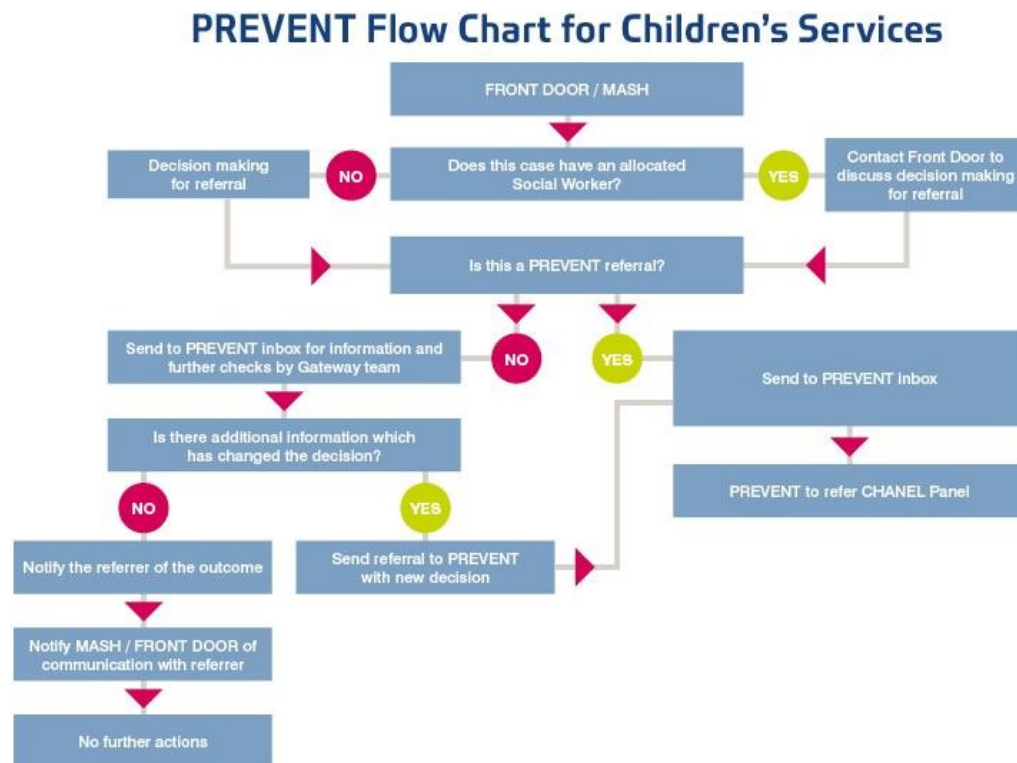 PREVENT Flow Chart for Children's Services
FRONT DOOR / MASH
Decision making
for referral
NO
Does this case have an allocated
Social Worker?
YES
Contact Front Door to
discuss decision making
for referral
Is this a PREVENT referral?
Send to PREVENT inbox for information and
further checks by Gateway team
NO
YES
Send to PREVENT inbox
Is there additional information which
has changed the decision?
PREVENT to refer CHANEL Panel
NO
YES
Notify the referrer of the outcome
Send referral to PREVENT
with new decision
Notify MASH / FRONT DOOR of
communication with referrer
No further actions